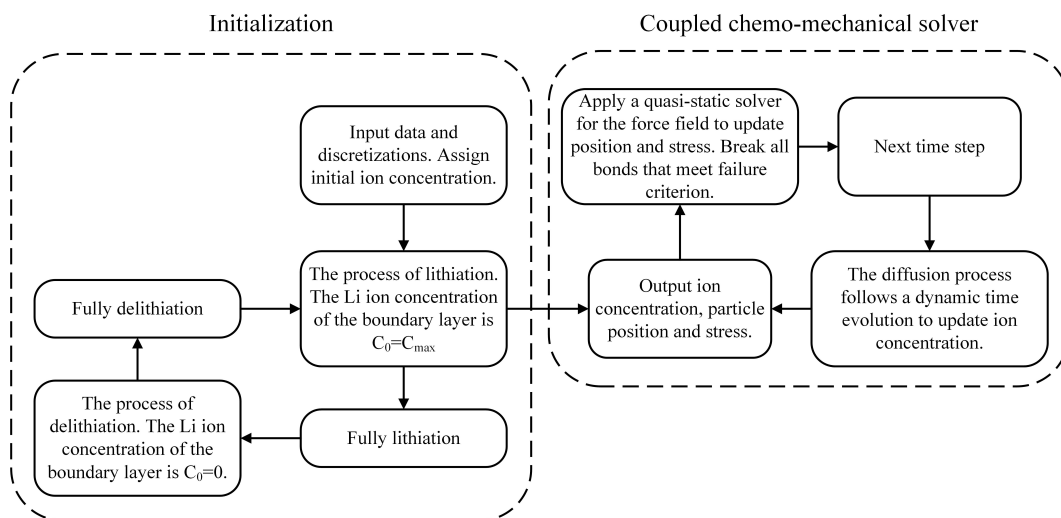 Initialization
Input data and
discretizations. Assign
initial ion concentration.
The process of lithiation.
The Li ion concentration
of the boundary layer is
C₀=Cmax
Fully delithiation
The process of
delithiation. The Li ion
concentration of the
boundary layer is C₀=0.
Fully lithiation
Coupled chemo-mechanical solver
Apply a quasi-static solver
for the force field to update
position and stress. Break all
bonds that meet failure
criterion.
Next time step
Output ion
concentration, particle
position and stress.
The diffusion process
follows a dynamic time
evolution to update ion
concentration.